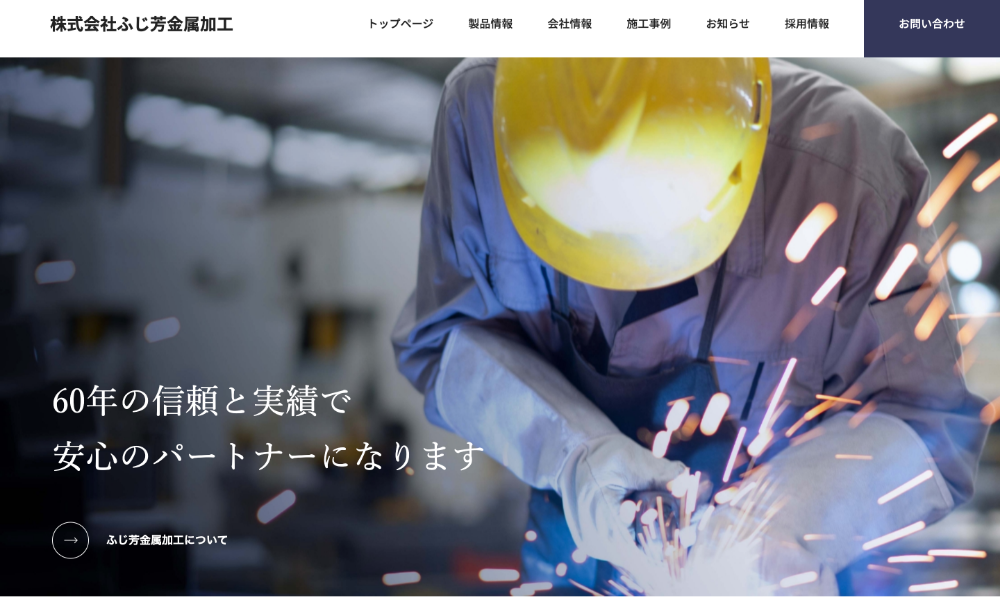 株式会社ふじ芳金属加工
トップページ
製品情報
会社情報
施工事例
お知らせ
採用情報
お問い合わせ
60年の信頼と実績で
安心のパートナーになります
→ ふじ芳金属加工について